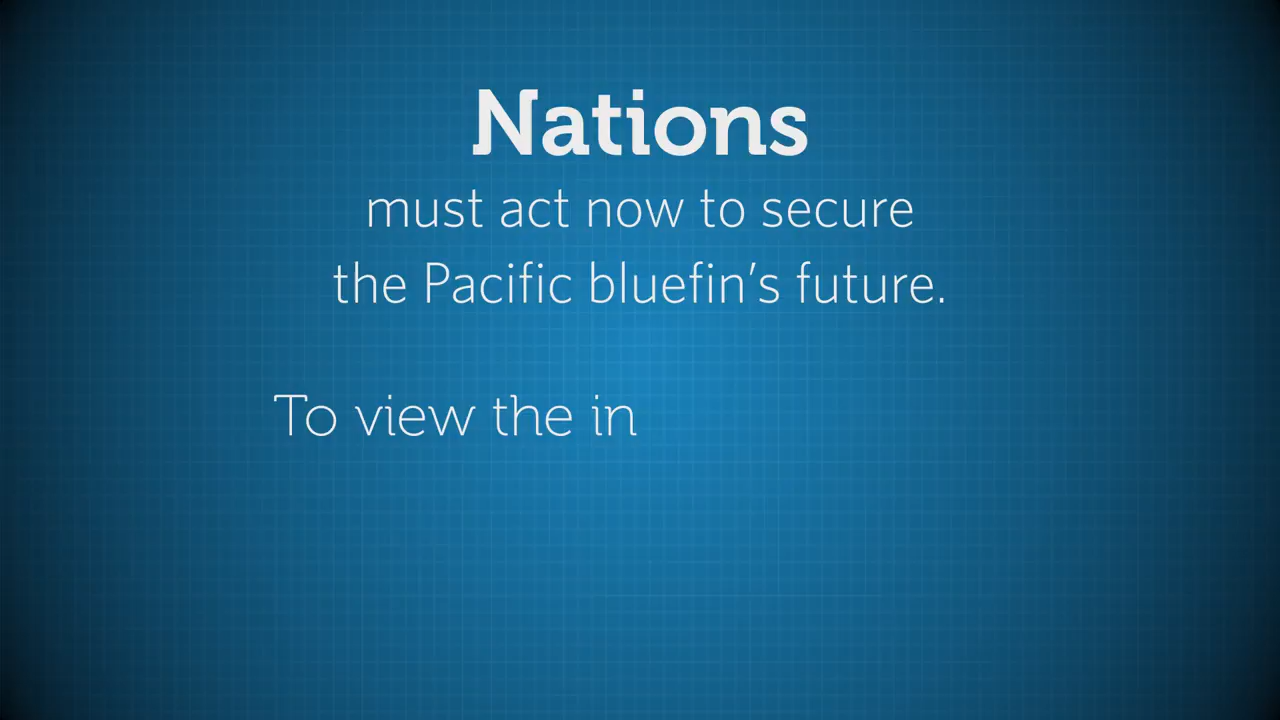 Nations
must act now to secure
the Pacific bluefin’s future.
To view the in